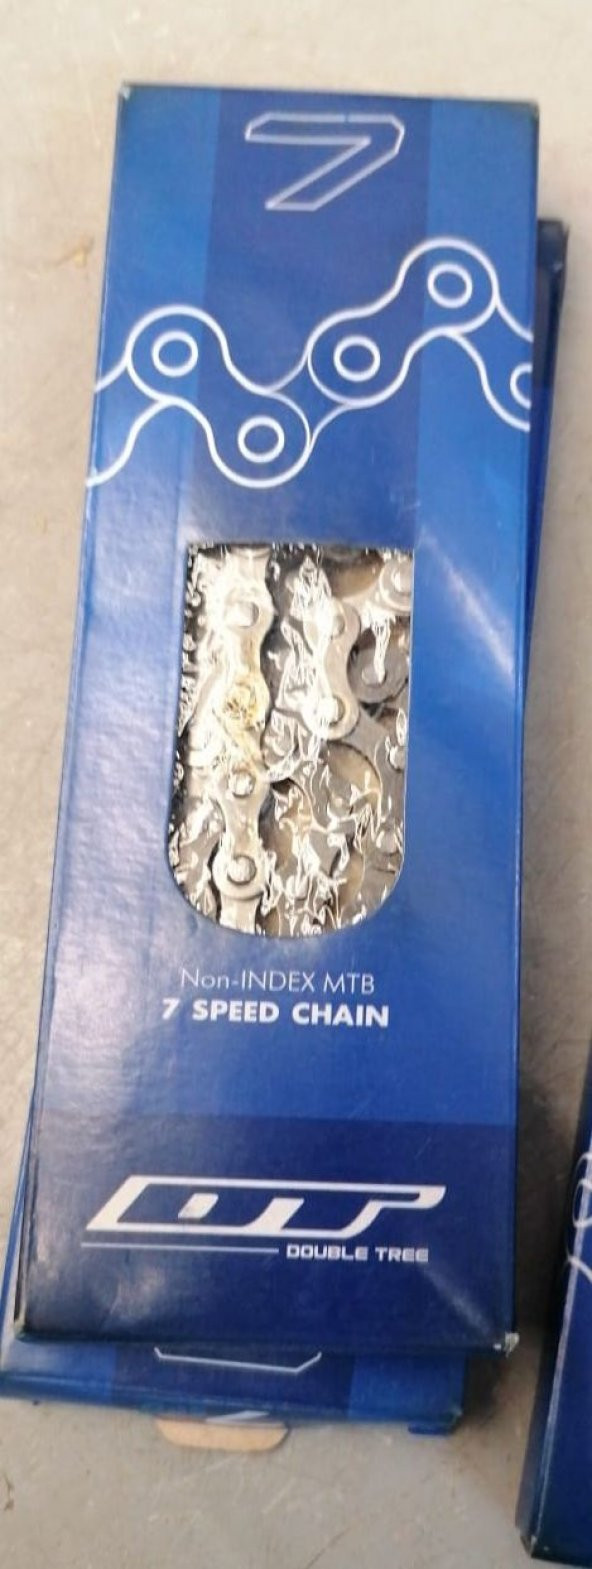 7
Non-INDEX MTB
7 SPEED CHAIN
DT
DOUBLE TREE